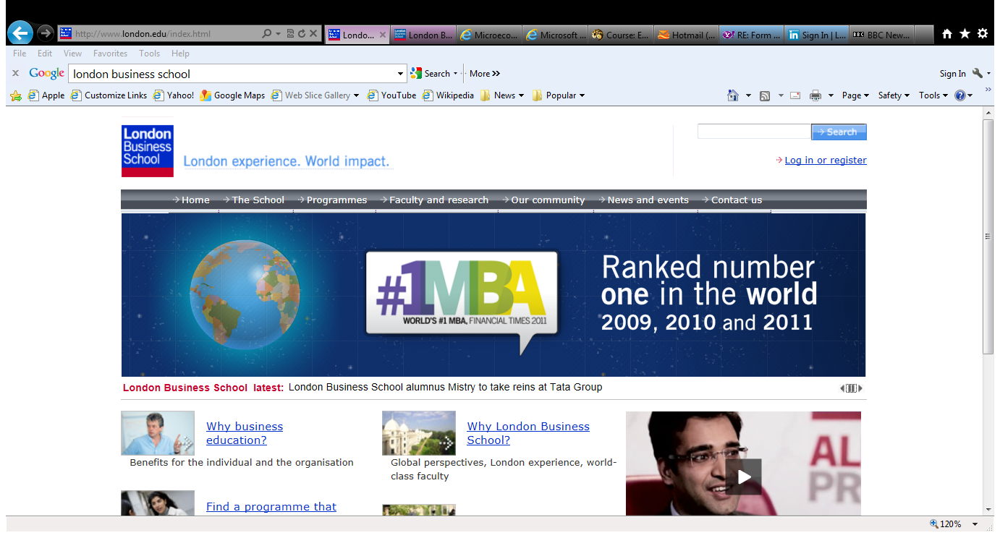 http://www.london.edu/index.html
Londo...
London B...
Microeco...
Microsoft ...
Course: E...
Hotmail (...
RE: Form ...
Sign In | L...
BBC New...
File Edit View Favorites Tools Help
x Google london business school Search More >> Sign In
Apple Customize Links Yahoo! Google Maps Web Slice Gallery YouTube Wikipedia News Popular Page Safety Tools
London
Business
School
London experience. World impact.
Search
Log in or register
Home The School Programmes Faculty and research Our community News and events Contact us
#1MBA
WORLD'S #1 MBA, FINANCIAL TIMES 2011
Ranked number
one in the world
2009, 2010 and 2011
London Business School latest: London Business School alumnus Mistry to take reins at Tata Group
Why business
education?
Benefits for the individual and the organisation
Why London Business
School?
Global perspectives, London experience, world-
class faculty
AL
PR
Find a programme that
120%